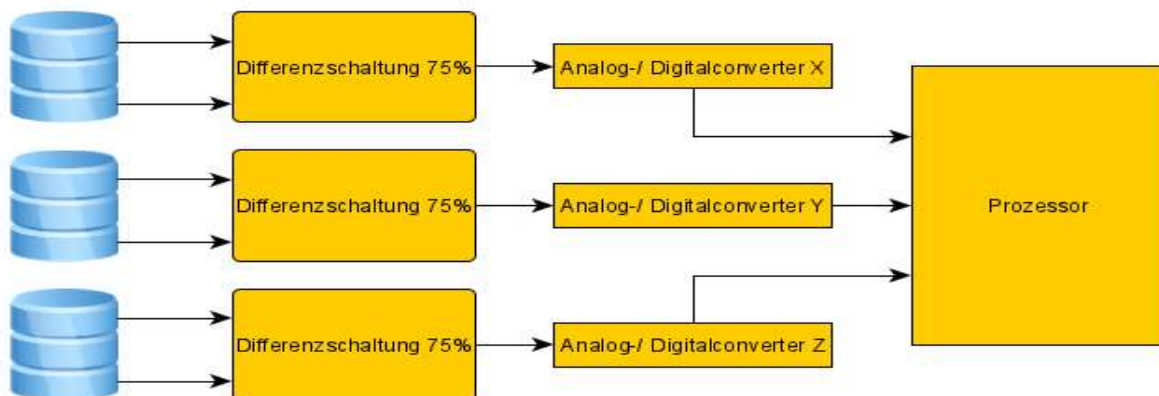 Differenzschaltung 75%
Analog-/ Digitalconverter X
Differenzschaltung 75%
Analog-/ Digitalconverter Y
Prozessor
Differenzschaltung 75%
Analog-/ Digitalconverter Z